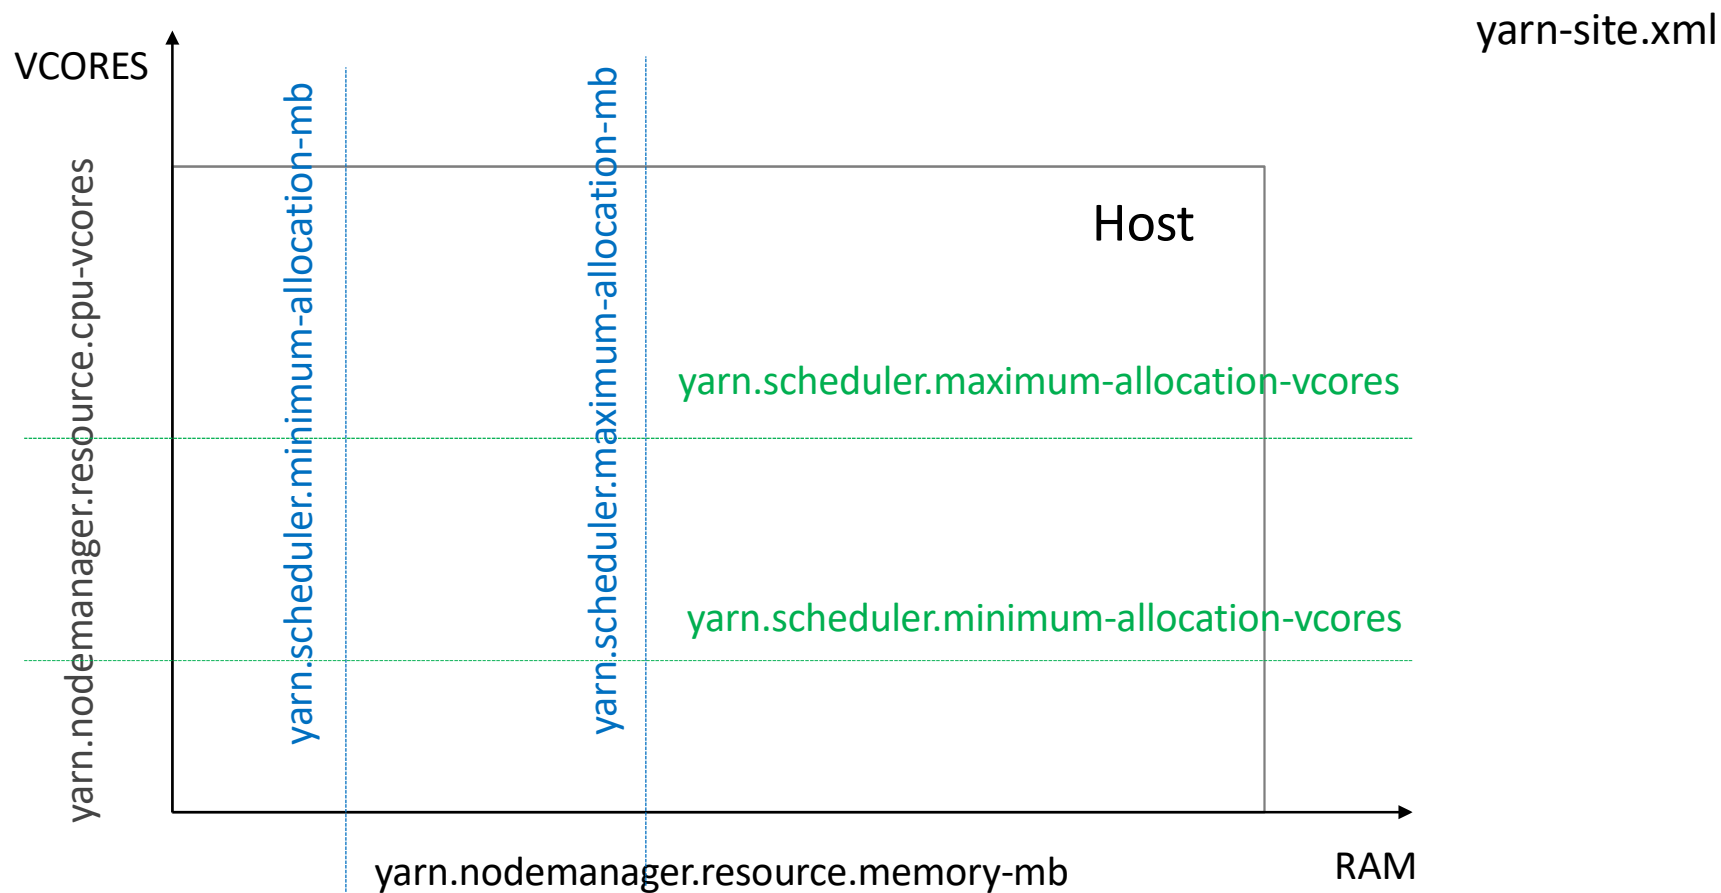 yarn-site.xml
VCORES
yarn.nodemanager.resource.cpu-vcores
yarn.scheduler.minimum-allocation-mb
yarn.scheduler.maximum-allocation-mb
Host
yarn.scheduler.maximum-allocation-vcores
yarn.scheduler.minimum-allocation-vcores
yarn.nodemanager.resource.memory-mb
RAM